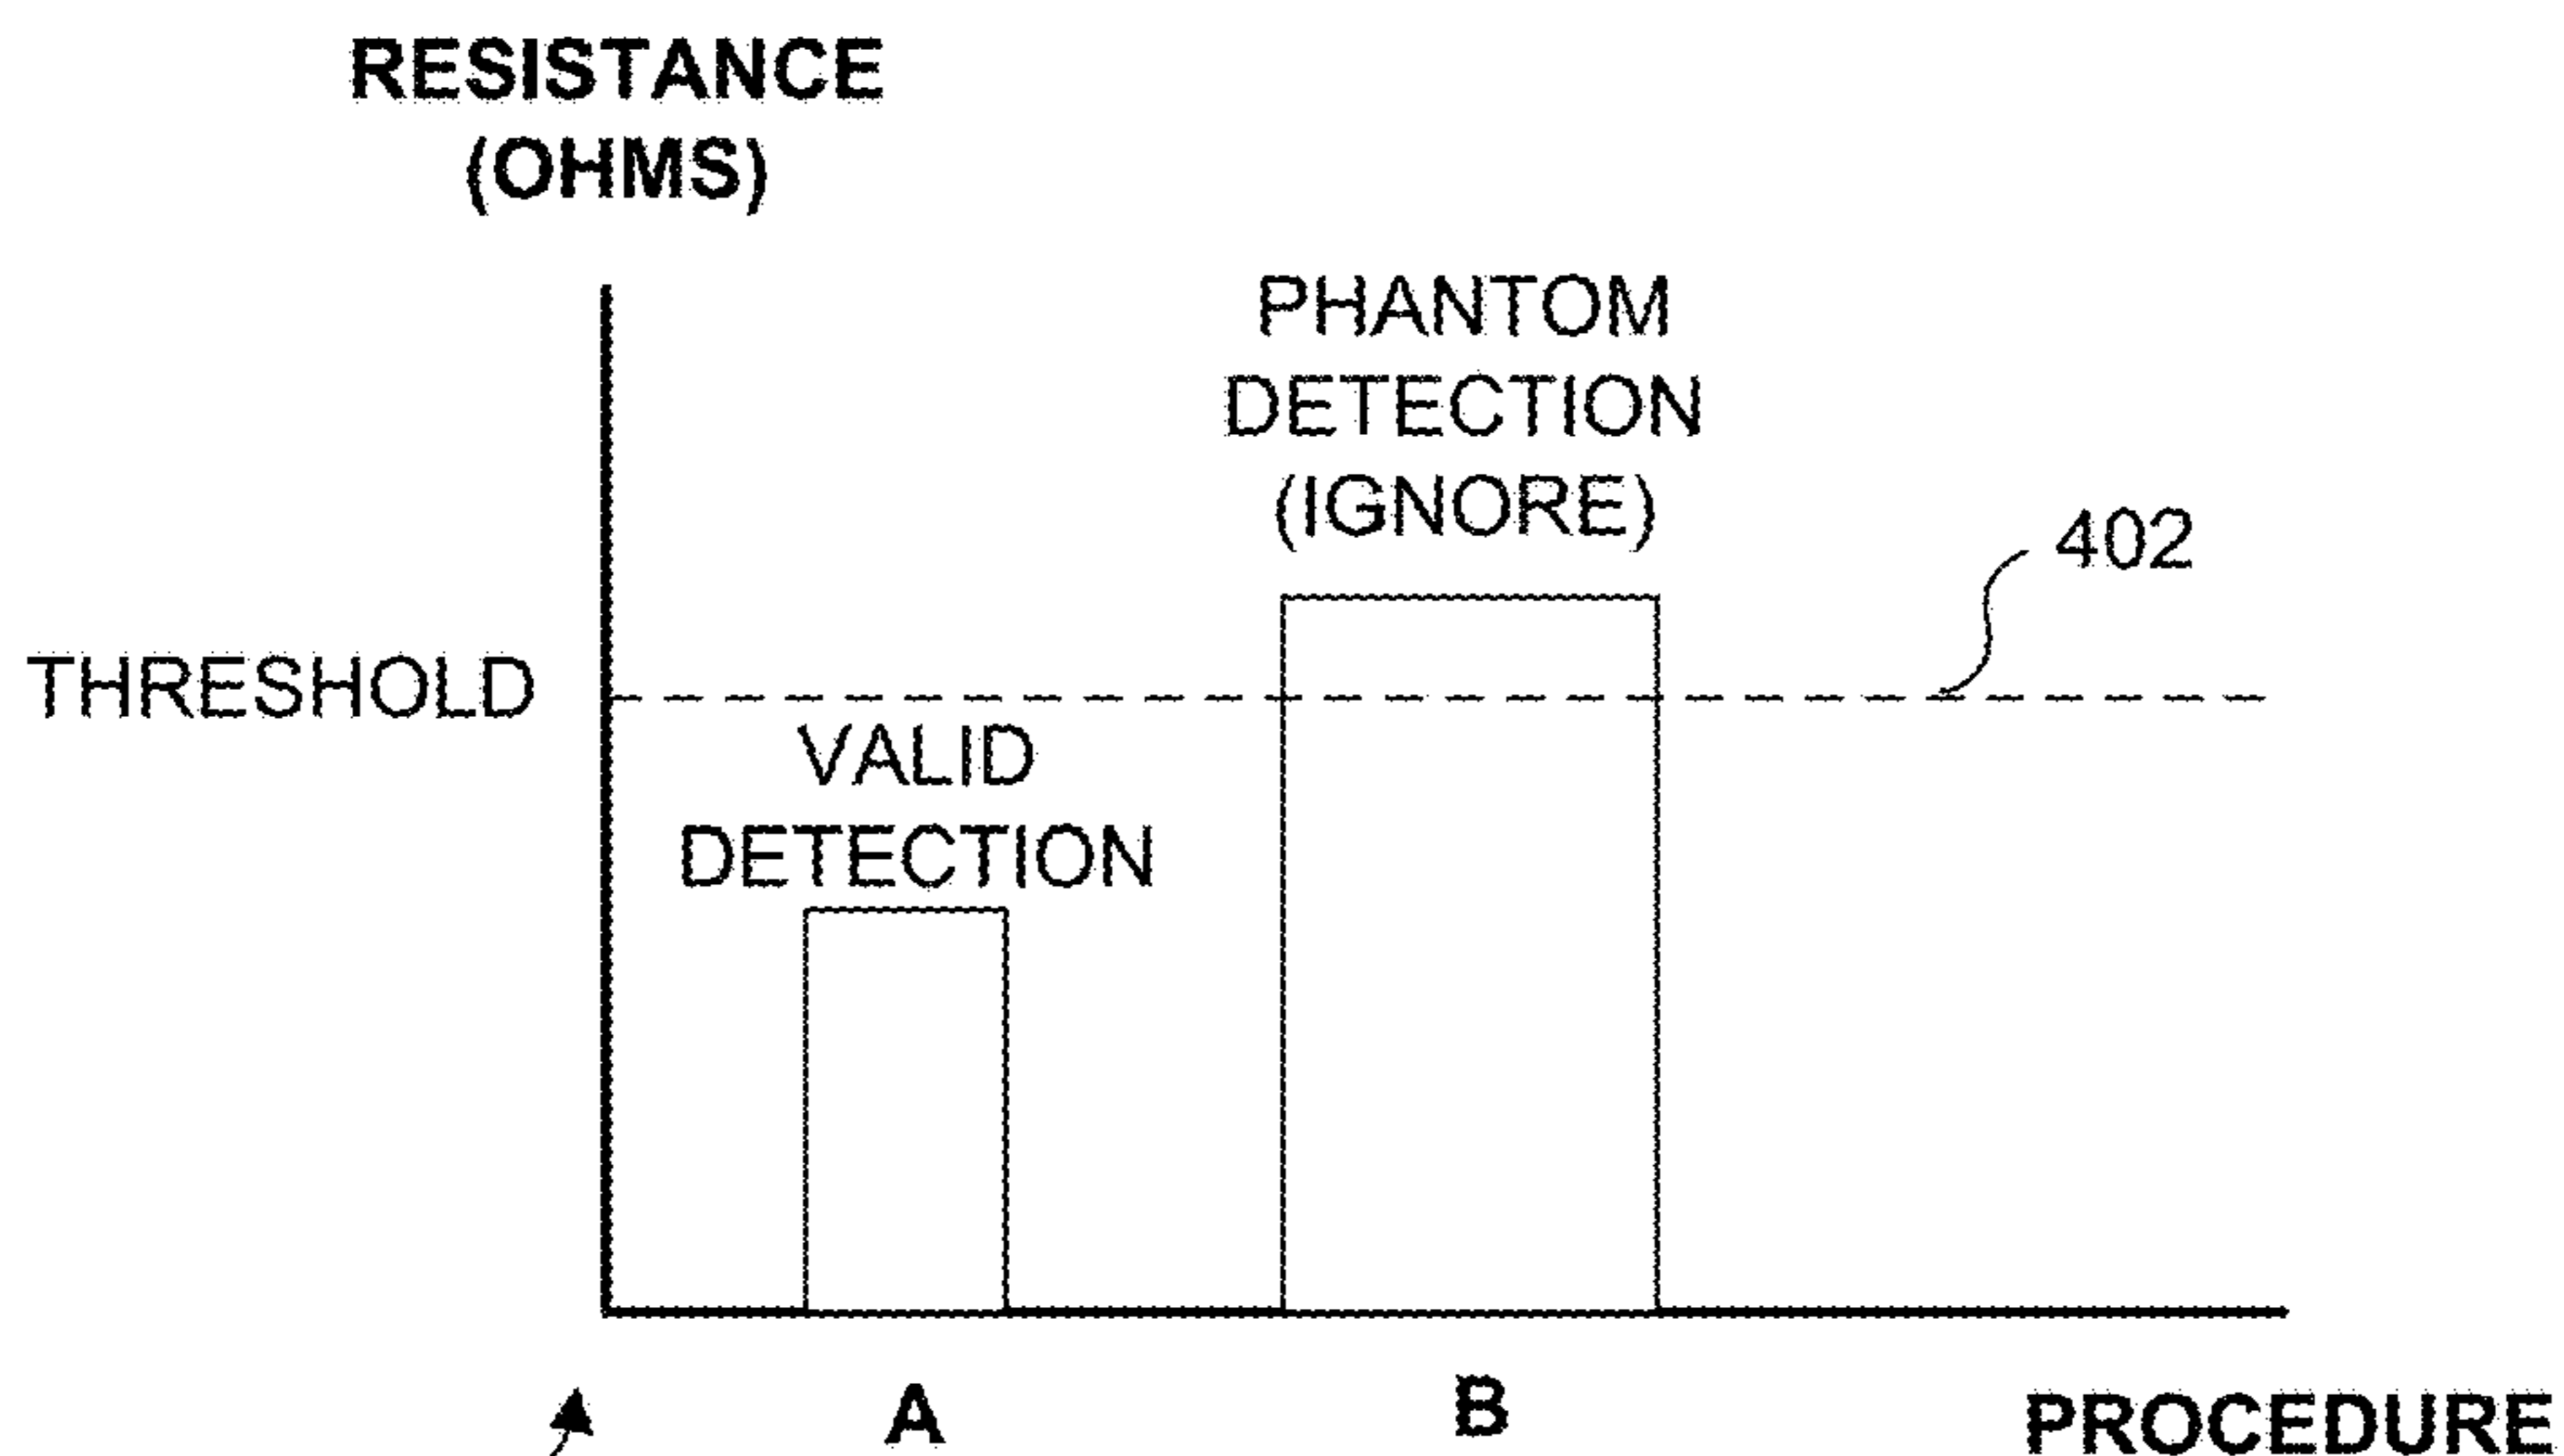 RESISTANCE
(OHMS)
PHANTOM
DETECTION
(IGNORE)
402
THRESHOLD
VALID
DETECTION
A
B
PROCEDURE